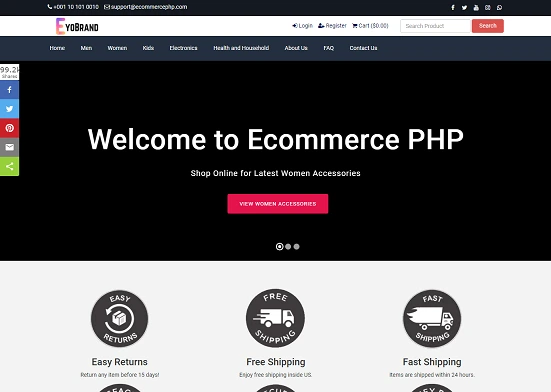 +001 10 101 0010 support@ecommercephp.com
EYOBRAND
Login Register Cart ($0.00) Search Product Search
Home Men Women Kids Electronics Health and Household About Us FAQ Contact Us
99.2k
Shares
Welcome to Ecommerce PHP
Shop Online for Latest Women Accessories
VIEW WOMEN ACCESSORIES
EASY RETURNS
FREE SHIPPING
FAST SHIPPING
Easy Returns Free Shipping Fast Shipping
Return any item before 15 days! Enjoy free shipping inside US. Items are shipped within 24 hours.